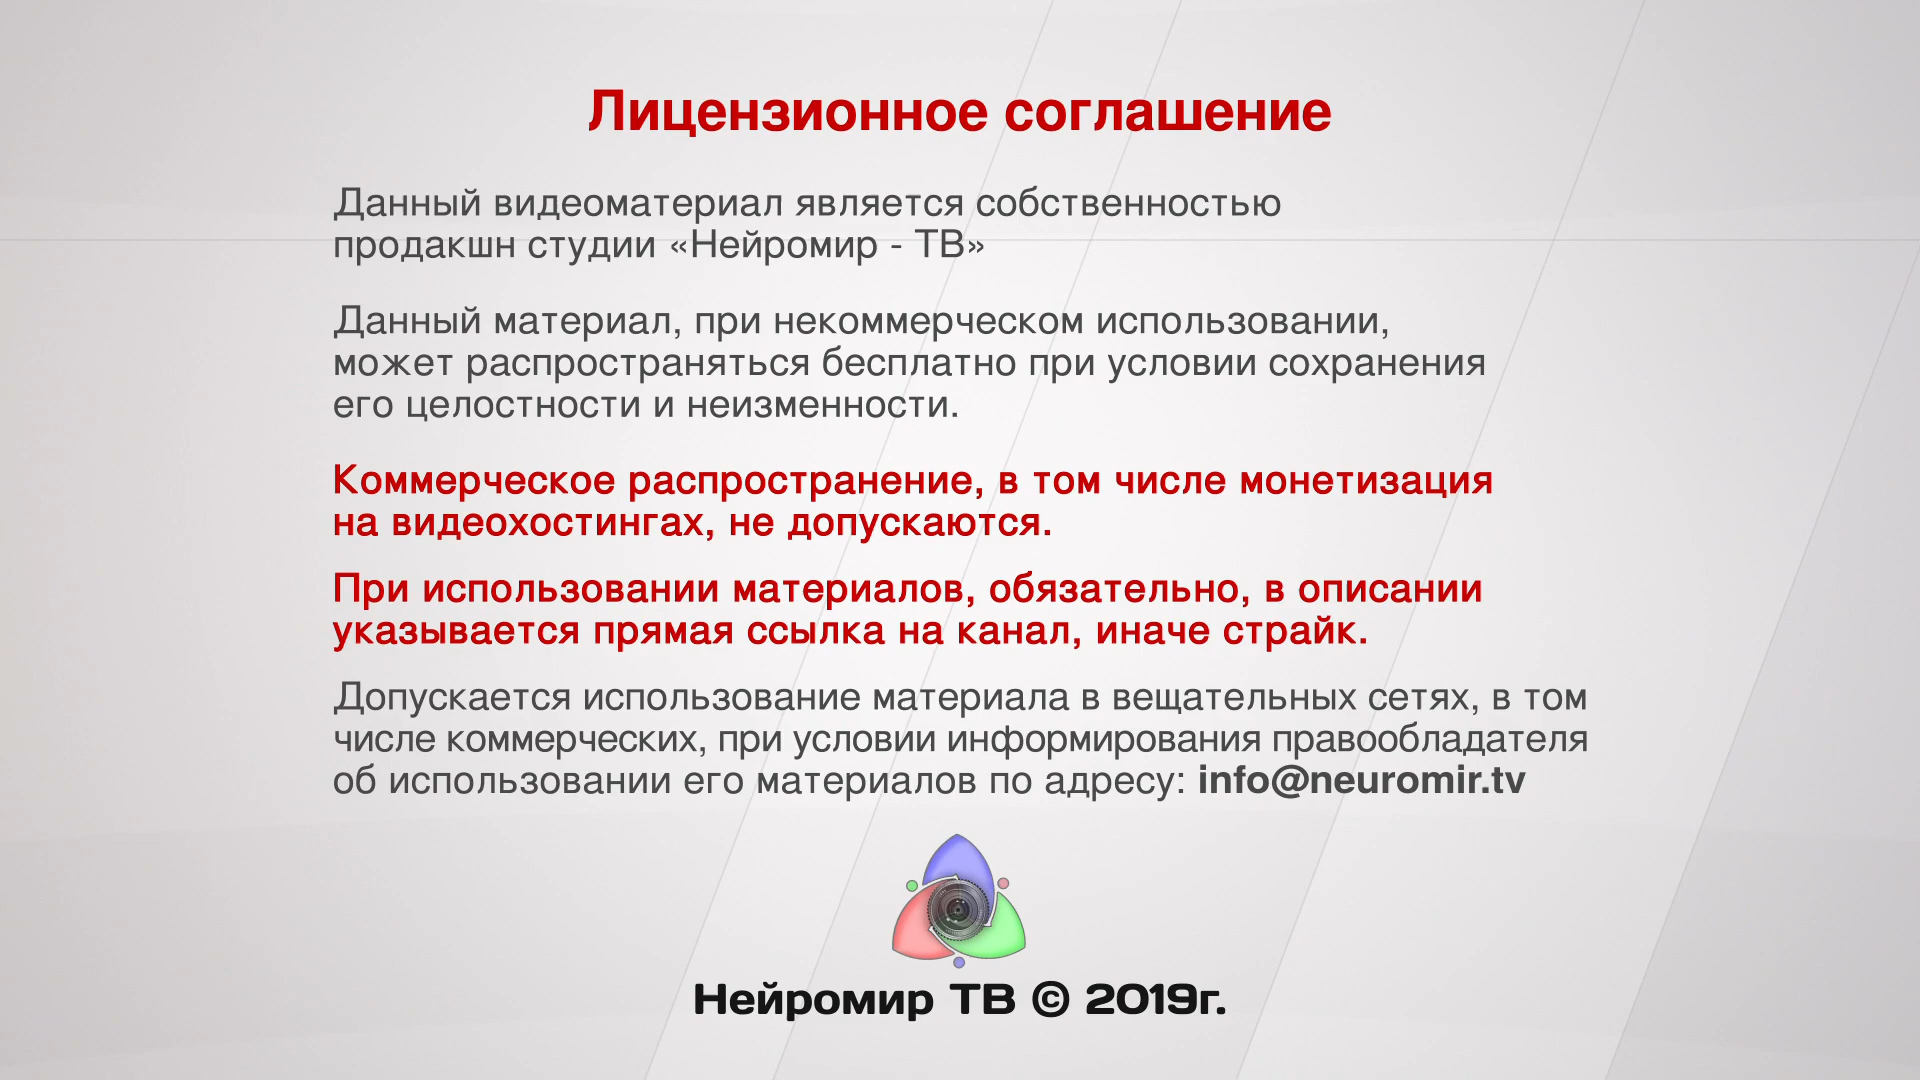 Лицензионное соглашение
Данный видеоматериал является собственностью
продакшн студии «Нейромир - ТВ»
Данный материал, при некоммерческом использовании,
может распространяться бесплатно при условии сохранения
его целостности и неизменности.
Коммерческое распространение, в том числе монетизация
на видеохостингах, не допускаются.
При использовании материалов, обязательно, в описании
указывается прямая ссылка на канал, иначе страйк.
Допускается использование материала в вещательных сетях, в том
числе коммерческих, при условии информирования правообладателя
об использовании его материалов по адресу: info@neuromir.tv
Нейромир ТВ © 2019г.